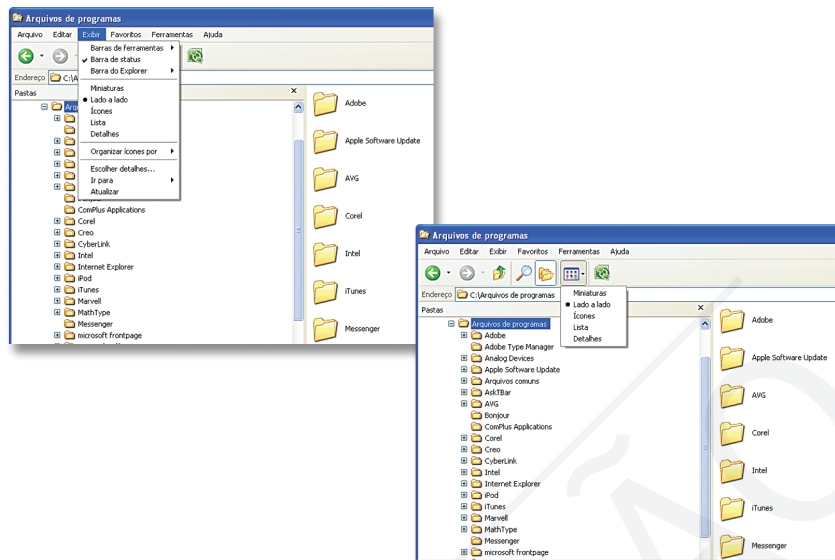 Arquivos de programas
Arquivo Editar Exibir Favoritos Ferramentas Ajuda
Barras de ferramentas
Barra de status
Barra do Explorer
Miniaturas
Lado a lado
Ícones
Lista
Detalhes
Organizar ícones por
Escolher detalhes...
Ir para
Atualizar
Endereço C:\A
Pastas
Arq
ComPlus Applications
Corel
Creo
CyberLink
Intel
Internet Explorer
iPod
iTunes
Marvell
MathType
Messenger
microsoft frontpage
Adobe
Apple Software Update
AVG
Corel
Intel
iTunes
Messenger
Arquivos de programas
Arquivo Editar Exibir Favoritos Ferramentas Ajuda
Endereço C:\Arquivos de programas
Miniaturas
Lado a lado
Ícones
Lista
Detalhes
Pastas
Arquivos de programas
Adobe
Adobe Type Manager
Analog Devices
Apple Software Update
Arquivos comuns
AskTBar
AVG
Bonjour
ComPlus Applications
Corel
Creo
CyberLink
Intel
Internet Explorer
iPod
iTunes
Marvell
MathType
Messenger
microsoft frontpage
Adobe
Apple Software Update
AVG
Corel
Intel
iTunes
Messenger